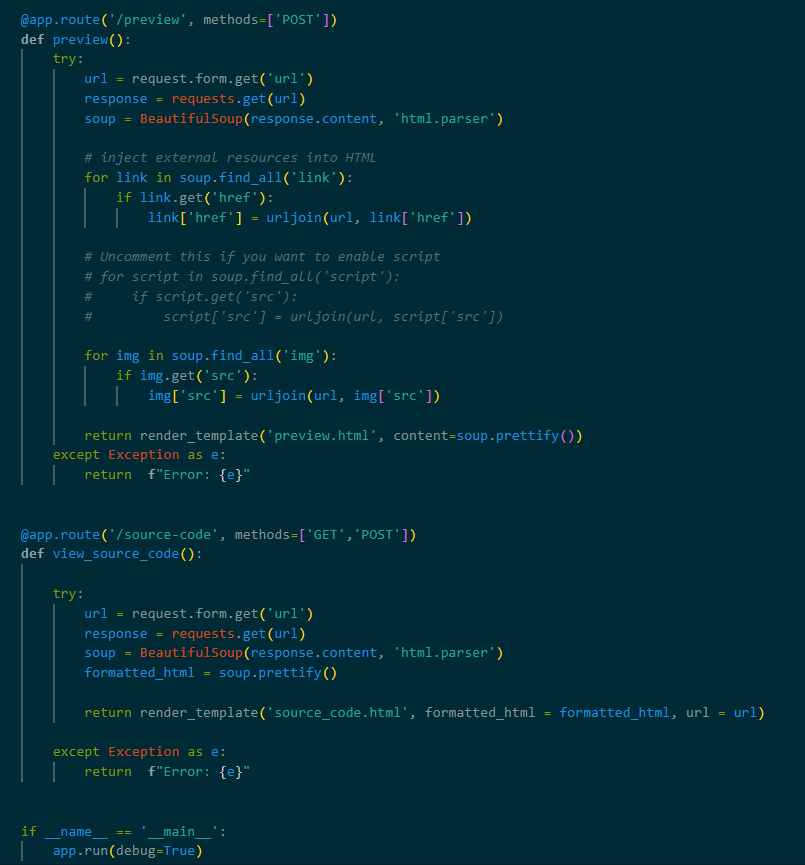 @app.route('/preview', methods=['POST'])
def preview():
    try:
        url = request.form.get('url')
        response = requests.get(url)
        soup = BeautifulSoup(response.content, 'html.parser')

        # inject external resources into HTML
        for link in soup.find_all('link'):
            if link.get('href'):
                link['href'] = urljoin(url, link['href'])

        # Uncomment this if you want to enable script
        # for script in soup.find_all('script'):
        #     if script.get('src'):
        #         script['src'] = urljoin(url, script['src'])

        for img in soup.find_all('img'):
            if img.get('src'):
                img['src'] = urljoin(url, img['src'])

        return render_template('preview.html', content=soup.prettify())
    except Exception as e:
        return  f"Error: {e}"


@app.route('/source-code', methods=['GET','POST'])
def view_source_code():

    try:
        url = request.form.get('url')
        response = requests.get(url)
        soup = BeautifulSoup(response.content, 'html.parser')
        formatted_html = soup.prettify()

        return render_template('source_code.html', formatted_html = formatted_html, url = url)

    except Exception as e:
        return  f"Error: {e}"


if __name__ == '__main__':
    app.run(debug=True)